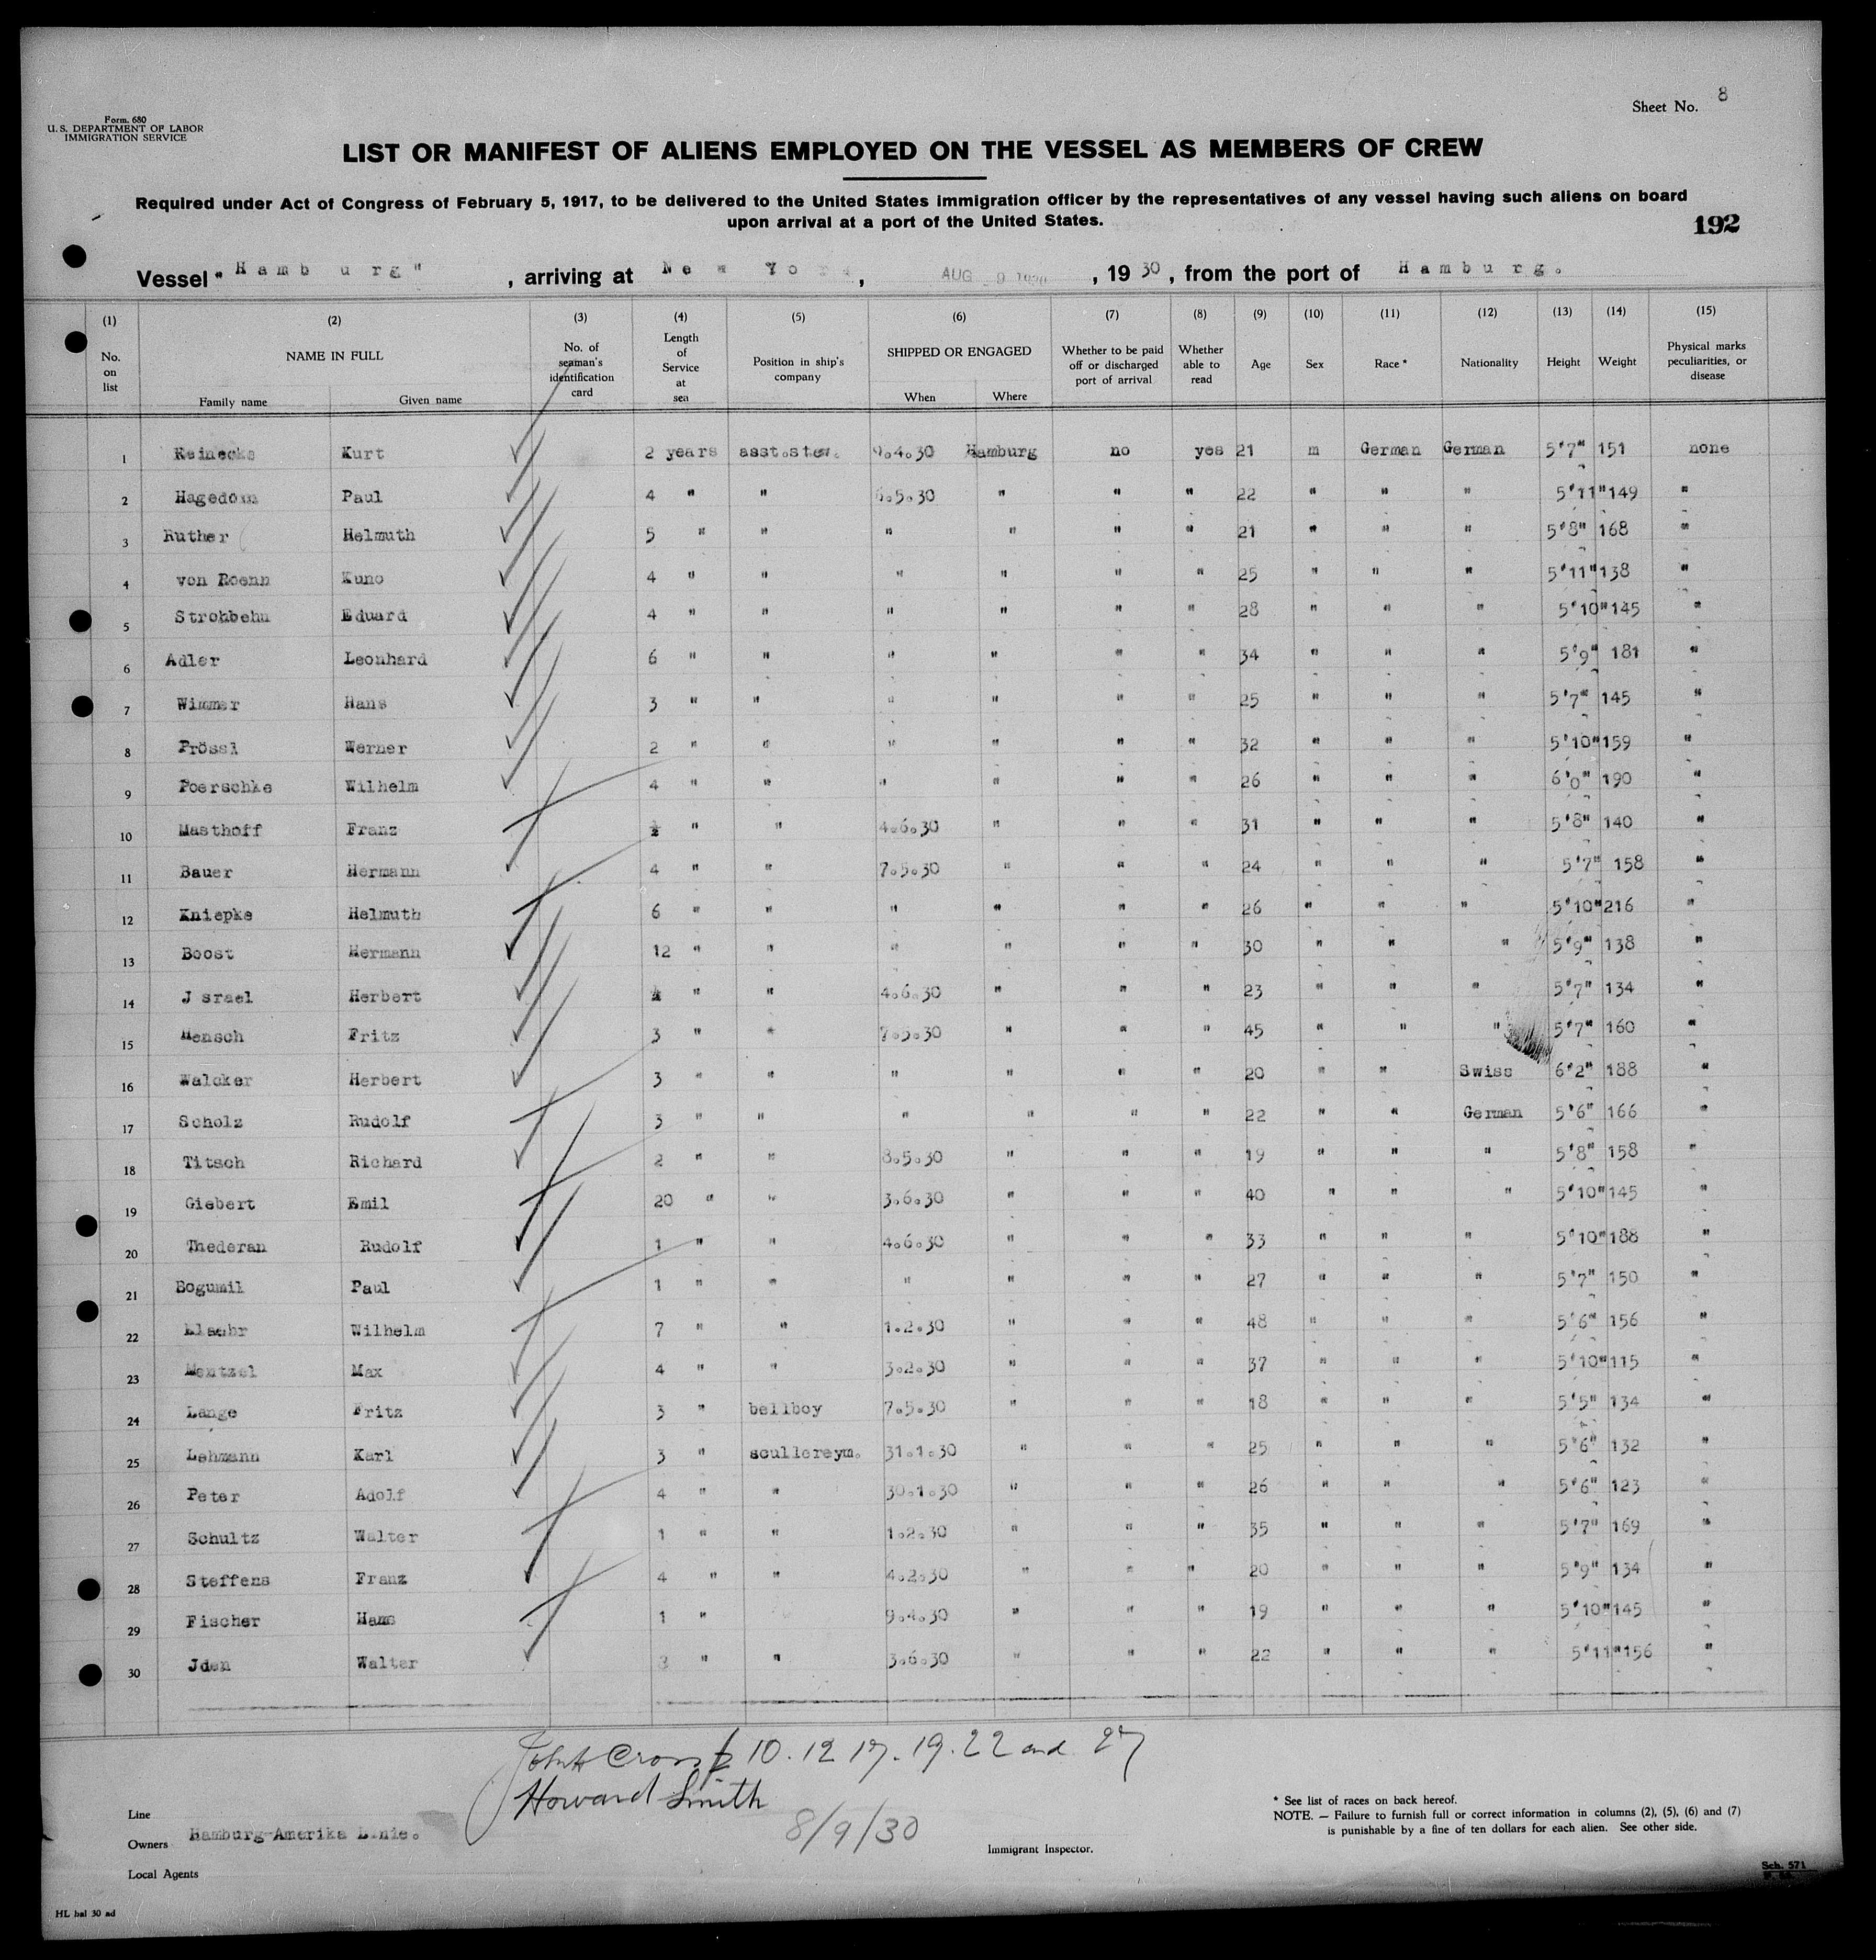 Form. 680
U. S. DEPARTMENT OF LABOR
IMMIGRATION SERVICE
Sheet No. 8
LIST OR MANIFEST OF ALIENS EMPLOYED ON THE VESSEL AS MEMBERS OF CREW
Required under Act of Congress of February 5, 1917, to be delivered to the United States immigration officer by the representatives of any vessel having such aliens on board
upon arrival at a port of the United States.
192
Vessel "Hamburg", arriving at New York, AUG 9 1930, 1930, from the port of Hamburg.
(1) (2) (3) (4) (5) (6) (7) (8) (9) (10) (11) (12) (13) (14) (15)
No. on list NAME IN FULL Family name Given name No. of seaman's identification card Length of Service at sea Position in ship's company SHIPPED OR ENGAGED When Where Whether to be paid off or discharged port of arrival Whether able to read Age Sex Race * Nationality Height Weight Physical marks peculiarities, or disease
1 Reinecke Kurt 2 years asst.stew. 9.4.30 Hamburg no yes 21 m German German 5'7" 151 none
2 Hagedorn Paul 4 " " 6.5.30 " " " 22 " " " 5'11" 149 "
3 Ruther Helmuth 5 " " " " " " 21 " " " 5'8" 168 "
4 von Roenn Kuno 4 " " " " " " 25 " " " 5'11" 138 "
5 Strohbehn Eduard 4 " " " " " " 28 " " " 5'10" 145 "
6 Adler Leonhard 6 " " " " " " 34 " " " 5'9" 181 "
7 Wimmer Hans 3 " " " " " " 25 " " " 5'7" 145 "
8 Prössl Werner 2 " " " " " " 32 " " " 5'10" 159 "
9 Poerschke Wilhelm 4 " " " " " " 26 " " " 6'0" 190 "
10 Masthoff Franz " " 4.6.30 " " " 31 " " " 5'8" 140 "
11 Bauer Hermann 4 " " 7.5.30 " " " 24 " " " 5'7" 158 "
12 Kniepke Helmuth 6 " " " " " " 26 " " " 5'10" 216 "
13 Boost Hermann 12 " " " " " " 30 " " " 5'9" 138 "
14 J srael Herbert " " 4.6.30 " " " 23 " " " 5'7" 134 "
15 Mensch Fritz 3 " " 7.5.30 " " " 45 " " " 5'7" 160 "
16 Walcker Herbert 3 " " " " " " 20 " " Swiss 6'2" 188 "
17 Scholz Rudolf 3 " " " " " " 22 " " German 5'6" 166 "
18 Titsch Richard 2 " " 8.5.30 " " " 19 " " " 5'8" 158 "
19 Giebert Emil 20 " " 3.6.30 " " " 40 " " " 5'10" 145 "
20 Thederan Rudolf 1 " " 4.6.30 " " " 33 " " " 5'10" 188 "
21 Bogumil Paul 1 " " " " " " 27 " " " 5'7" 150 "
22 Klaehr Wilhelm 7 " " 1.2.30 " " " 48 " " " 5'6" 156 "
23 Mentzel Max 4 " " 3.2.30 " " " 37 " " " 5'10" 115 "
24 Lange Fritz 3 " bellboy 7.5.30 " " " 18 " " " 5'5" 134 "
25 Lehmann Karl 3 " scullereym. 31.1.30 " " " 25 " " " 5'6" 132 "
26 Peter Adolf 4 " " 30.1.30 " " " 26 " " " 5'6" 123 "
27 Schultz Walter 1 " " 1.2.30 " " " 35 " " " 5'7" 169 "
28 Steffens Franz 4 " " 4.2.30 " " " 20 " " " 5'9" 134 "
29 Fischer Hans 1 " 9.4.30 " " " 19 " " " 5'10" 145 "
30 Jden Walter 3 " " 3.6.30 " " " 22 " " " 5'11" 156 "
10. 12 17. 19. 22 and 27
Howard Smith
8/9/30
Line
Owners Hamburg-Amerika Linie.
Local Agents
Immigrant Inspector.
* See list of races on back hereof.
NOTE. — Failure to furnish full or correct information in columns (2), (5), (6) and (7)
is punishable by a fine of ten dollars for each alien. See other side.
Sch. 571
HL bal 30 ad